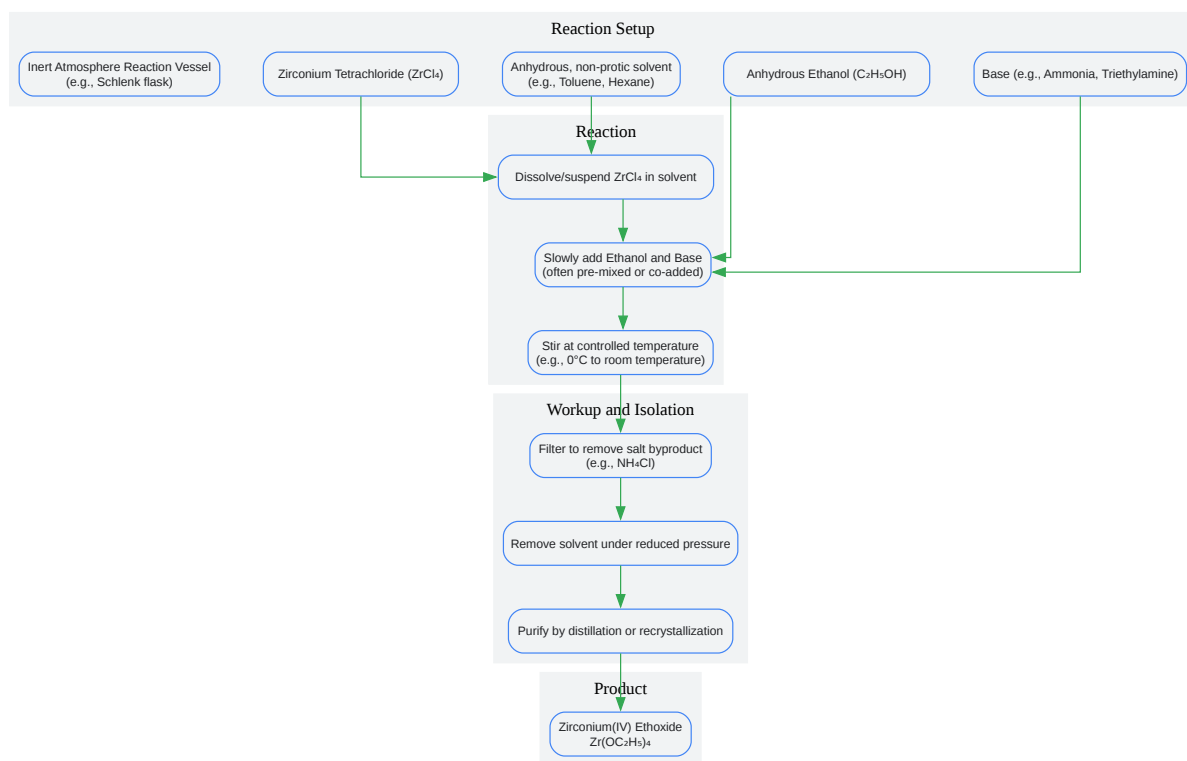 Reaction Setup
Inert Atmosphere Reaction Vessel
(e.g., Schlenk flask)
Zirconium Tetrachloride (ZrCl₄)
Anhydrous, non-protic solvent
(e.g., Toluene, Hexane)
Anhydrous Ethanol (C₂H₅OH)
Base (e.g., Ammonia, Triethylamine)
Reaction
Dissolve/suspend ZrCl₄ in solvent
Slowly add Ethanol and Base
(often pre-mixed or co-added)
Stir at controlled temperature
(e.g., 0°C to room temperature)
Workup and Isolation
Filter to remove salt byproduct
(e.g., NH₄Cl)
Remove solvent under reduced pressure
Purify by distillation or recrystallization
Product
Zirconium(IV) Ethoxide
Zr(OC₂H₅)₄